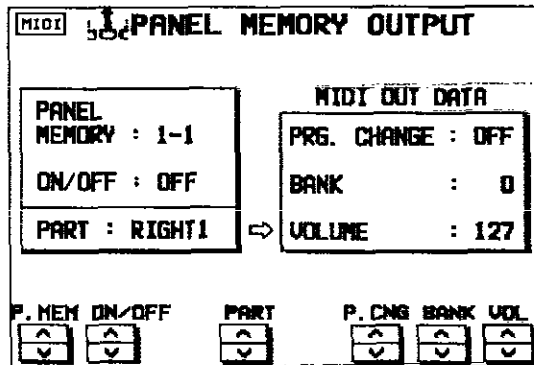 MIDI PANEL MEMORY OUTPUT
PANEL
MEMORY : 1-1
ON/OFF : OFF
PART : RIGHT1
MIDI OUT DATA
PRG. CHANGE : OFF
BANK : 0
VOLUME : 127
P.MEM ON/OFF PART P.CNG BANK VOL